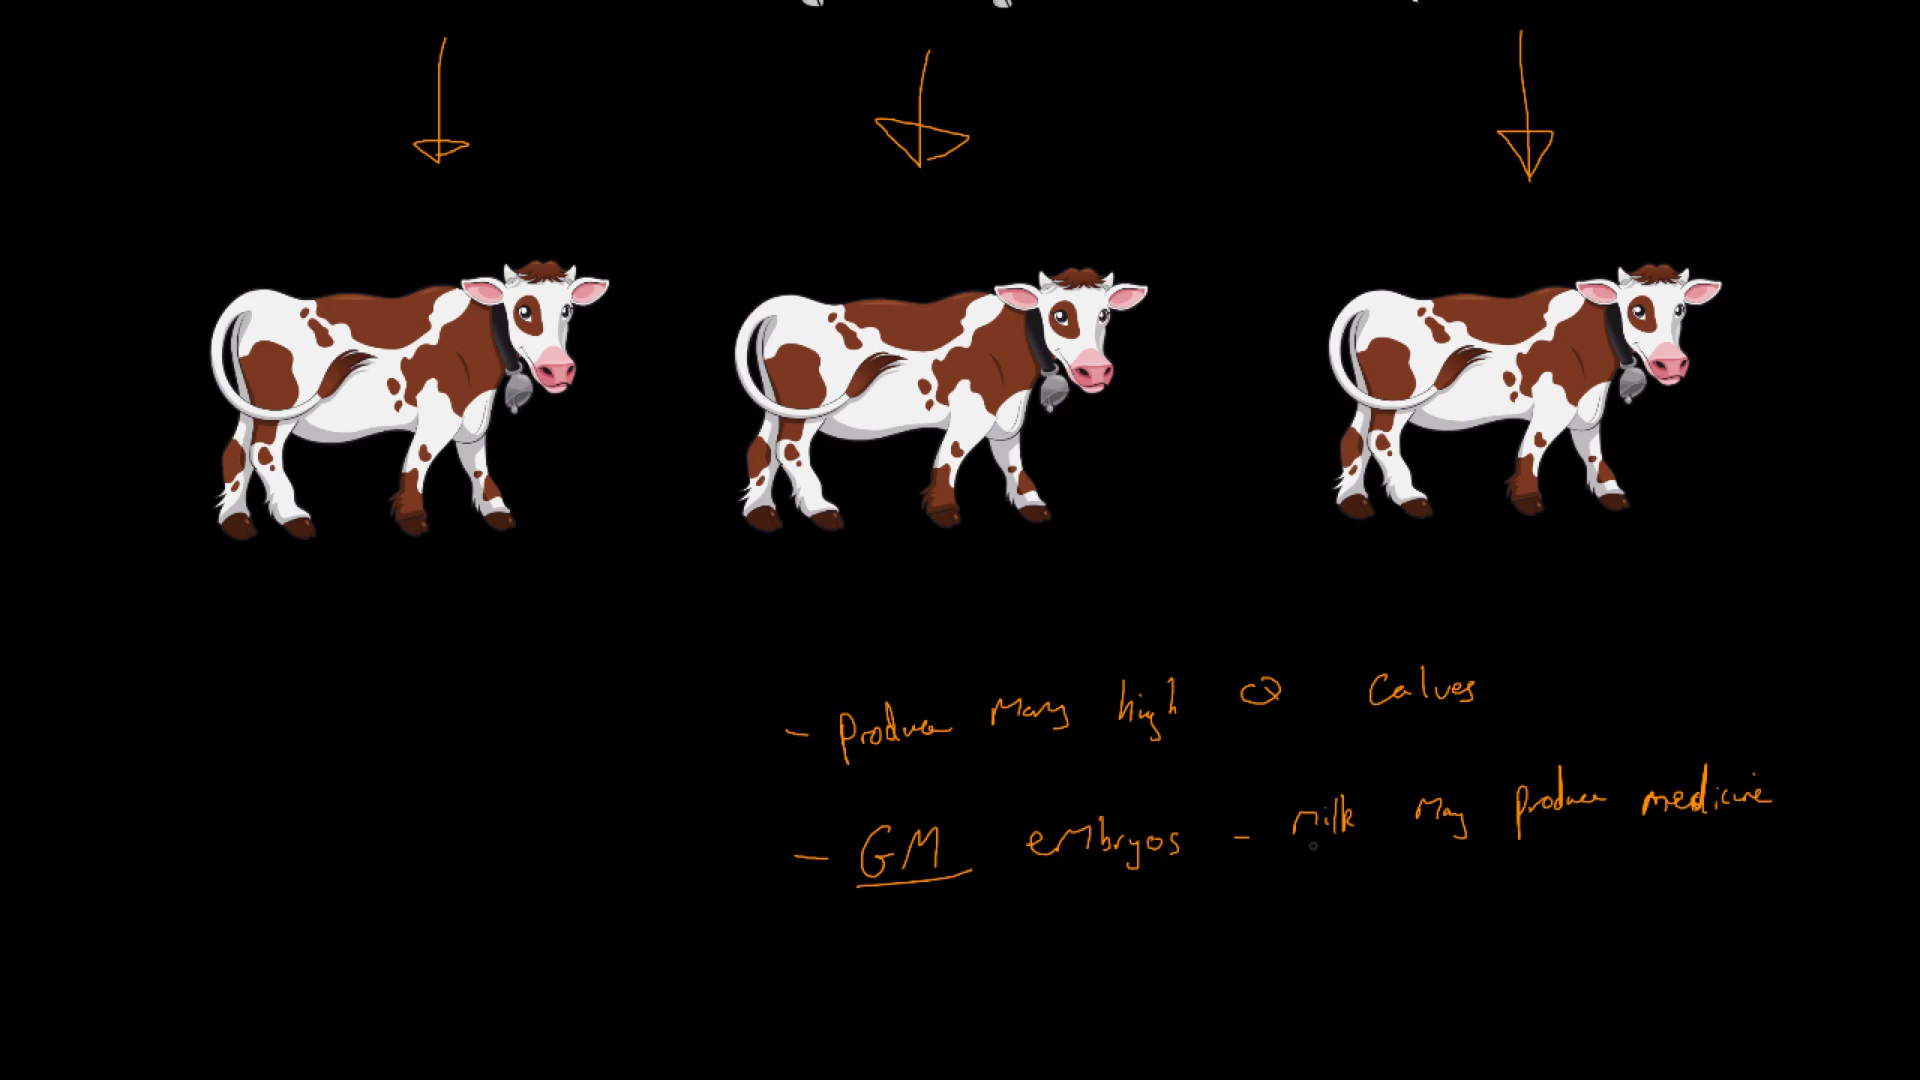 - Produce Many high Q Calves
- GM embryos - Milk May Produce medicine